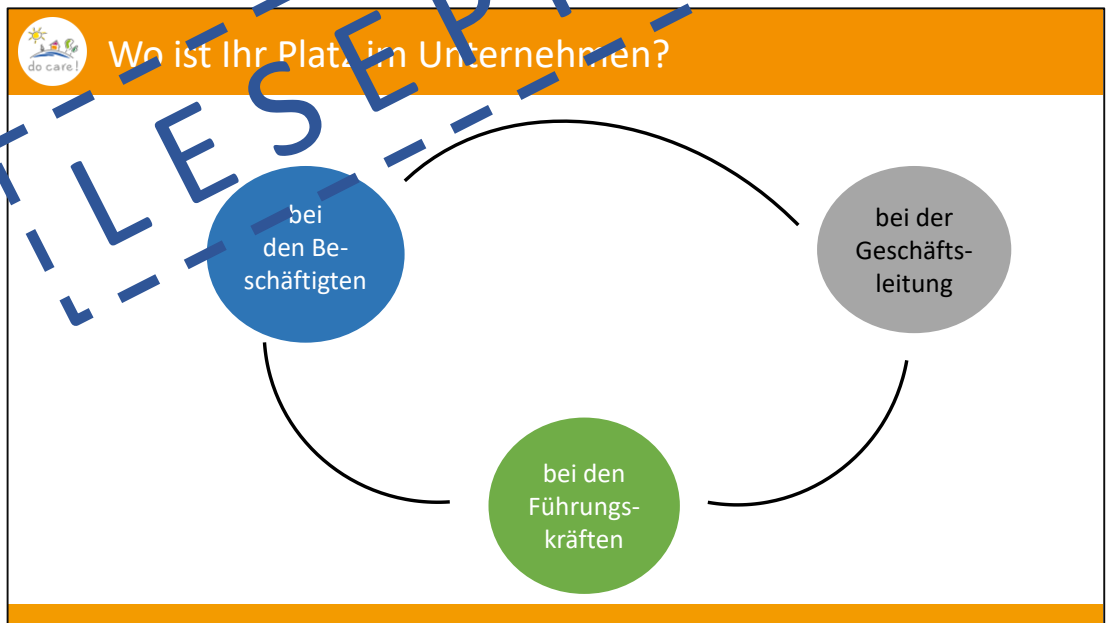 do care!
Wo ist Ihr Platz im Unternehmen?
LESEP
bei
den Be-
schäftigten
bei der
Geschäfts-
leitung
bei den
Führungs-
kräften